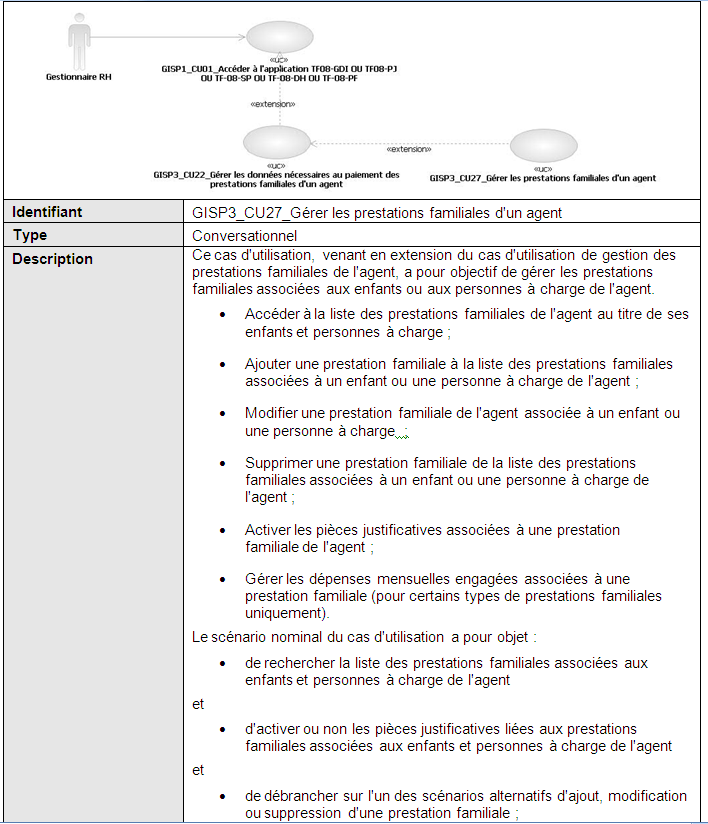 Gestionnaire RH
«uc»
GISP1_CU01_Accéder à l'application TF08-GDI OU TF08-PJ
OU TF-08-SP OU TF-08-DH OU TF-08-PF
«extension»
«extension»
«uc»
GISP3_CU22_Gérer les données nécessaires au paiement des
prestations familiales d'un agent
«uc»
GISP3_CU27_Gérer les prestations familiales d'un agent
Identifiant
GISP3_CU27_Gérer les prestations familiales d'un agent
Type
Conversationnel
Description
Ce cas d'utilisation, venant en extension du cas d'utilisation de gestion des
prestations familiales de l'agent, a pour objectif de gérer les prestations
familiales associées aux enfants ou aux personnes à charge de l'agent.
• Accéder à la liste des prestations familiales de l'agent au titre de ses
enfants et personnes à charge ;
• Ajouter une prestation familiale à la liste des prestations familiales
associées à un enfant ou une personne à charge de l'agent ;
• Modifier une prestation familiale de l'agent associée à un enfant ou
une personne à charge ;
• Supprimer une prestation familiale de la liste des prestations
familiales associées à un enfant ou une personne à charge de
l'agent ;
• Activer les pièces justificatives associées à une prestation
familiale de l'agent ;
• Gérer les dépenses mensuelles engagées associées à une
prestation familiale (pour certains types de prestations familiales
uniquement).
Le scénario nominal du cas d'utilisation a pour objet :
• de rechercher la liste des prestations familiales associées aux
enfants et personnes à charge de l'agent
et
• d'activer ou non les pièces justificatives liées aux prestations
familiales associées aux enfants et personnes à charge de l'agent
et
• de débrancher sur l'un des scénarios alternatifs d'ajout, modification
ou suppression d'une prestation familiale ;